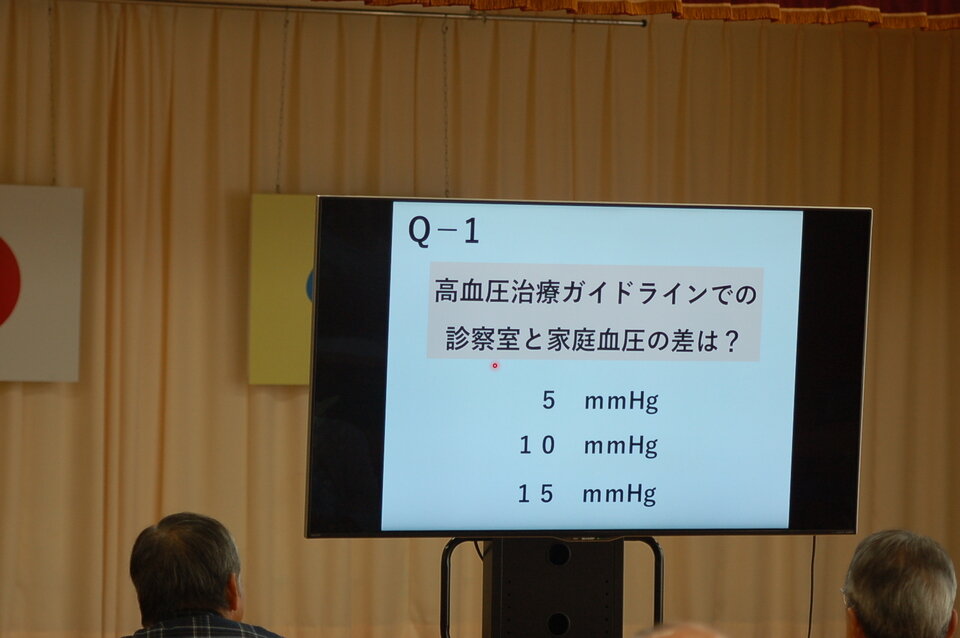 Q－1
高血圧治療ガイドラインでの
診察室と家庭血圧の差は？
5 mmHg
10 mmHg
15 mmHg